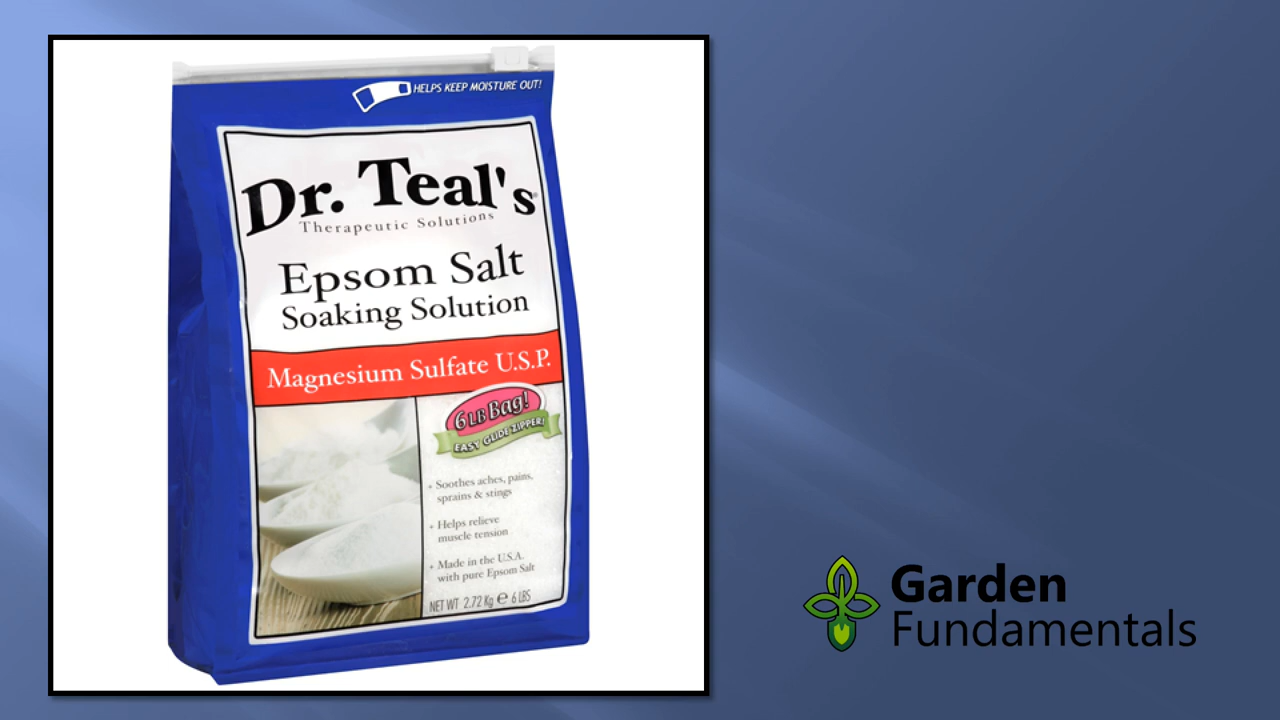 HELPS KEEP MOISTURE OUT!
Dr. Teal's
Therapeutic Solutions
Epsom Salt
Soaking Solution
Magnesium Sulfate U.S.P.
6 LB Bag!
EASY GLIDE ZIPPER!
• Soothes aches, pains,
sprains & stings
• Helps relieve
muscle tension
• Made in the U.S.A.
with pure Epsom Salt
NET WT 2.72 Kg ℮ 6 LBS
Garden
Fundamentals